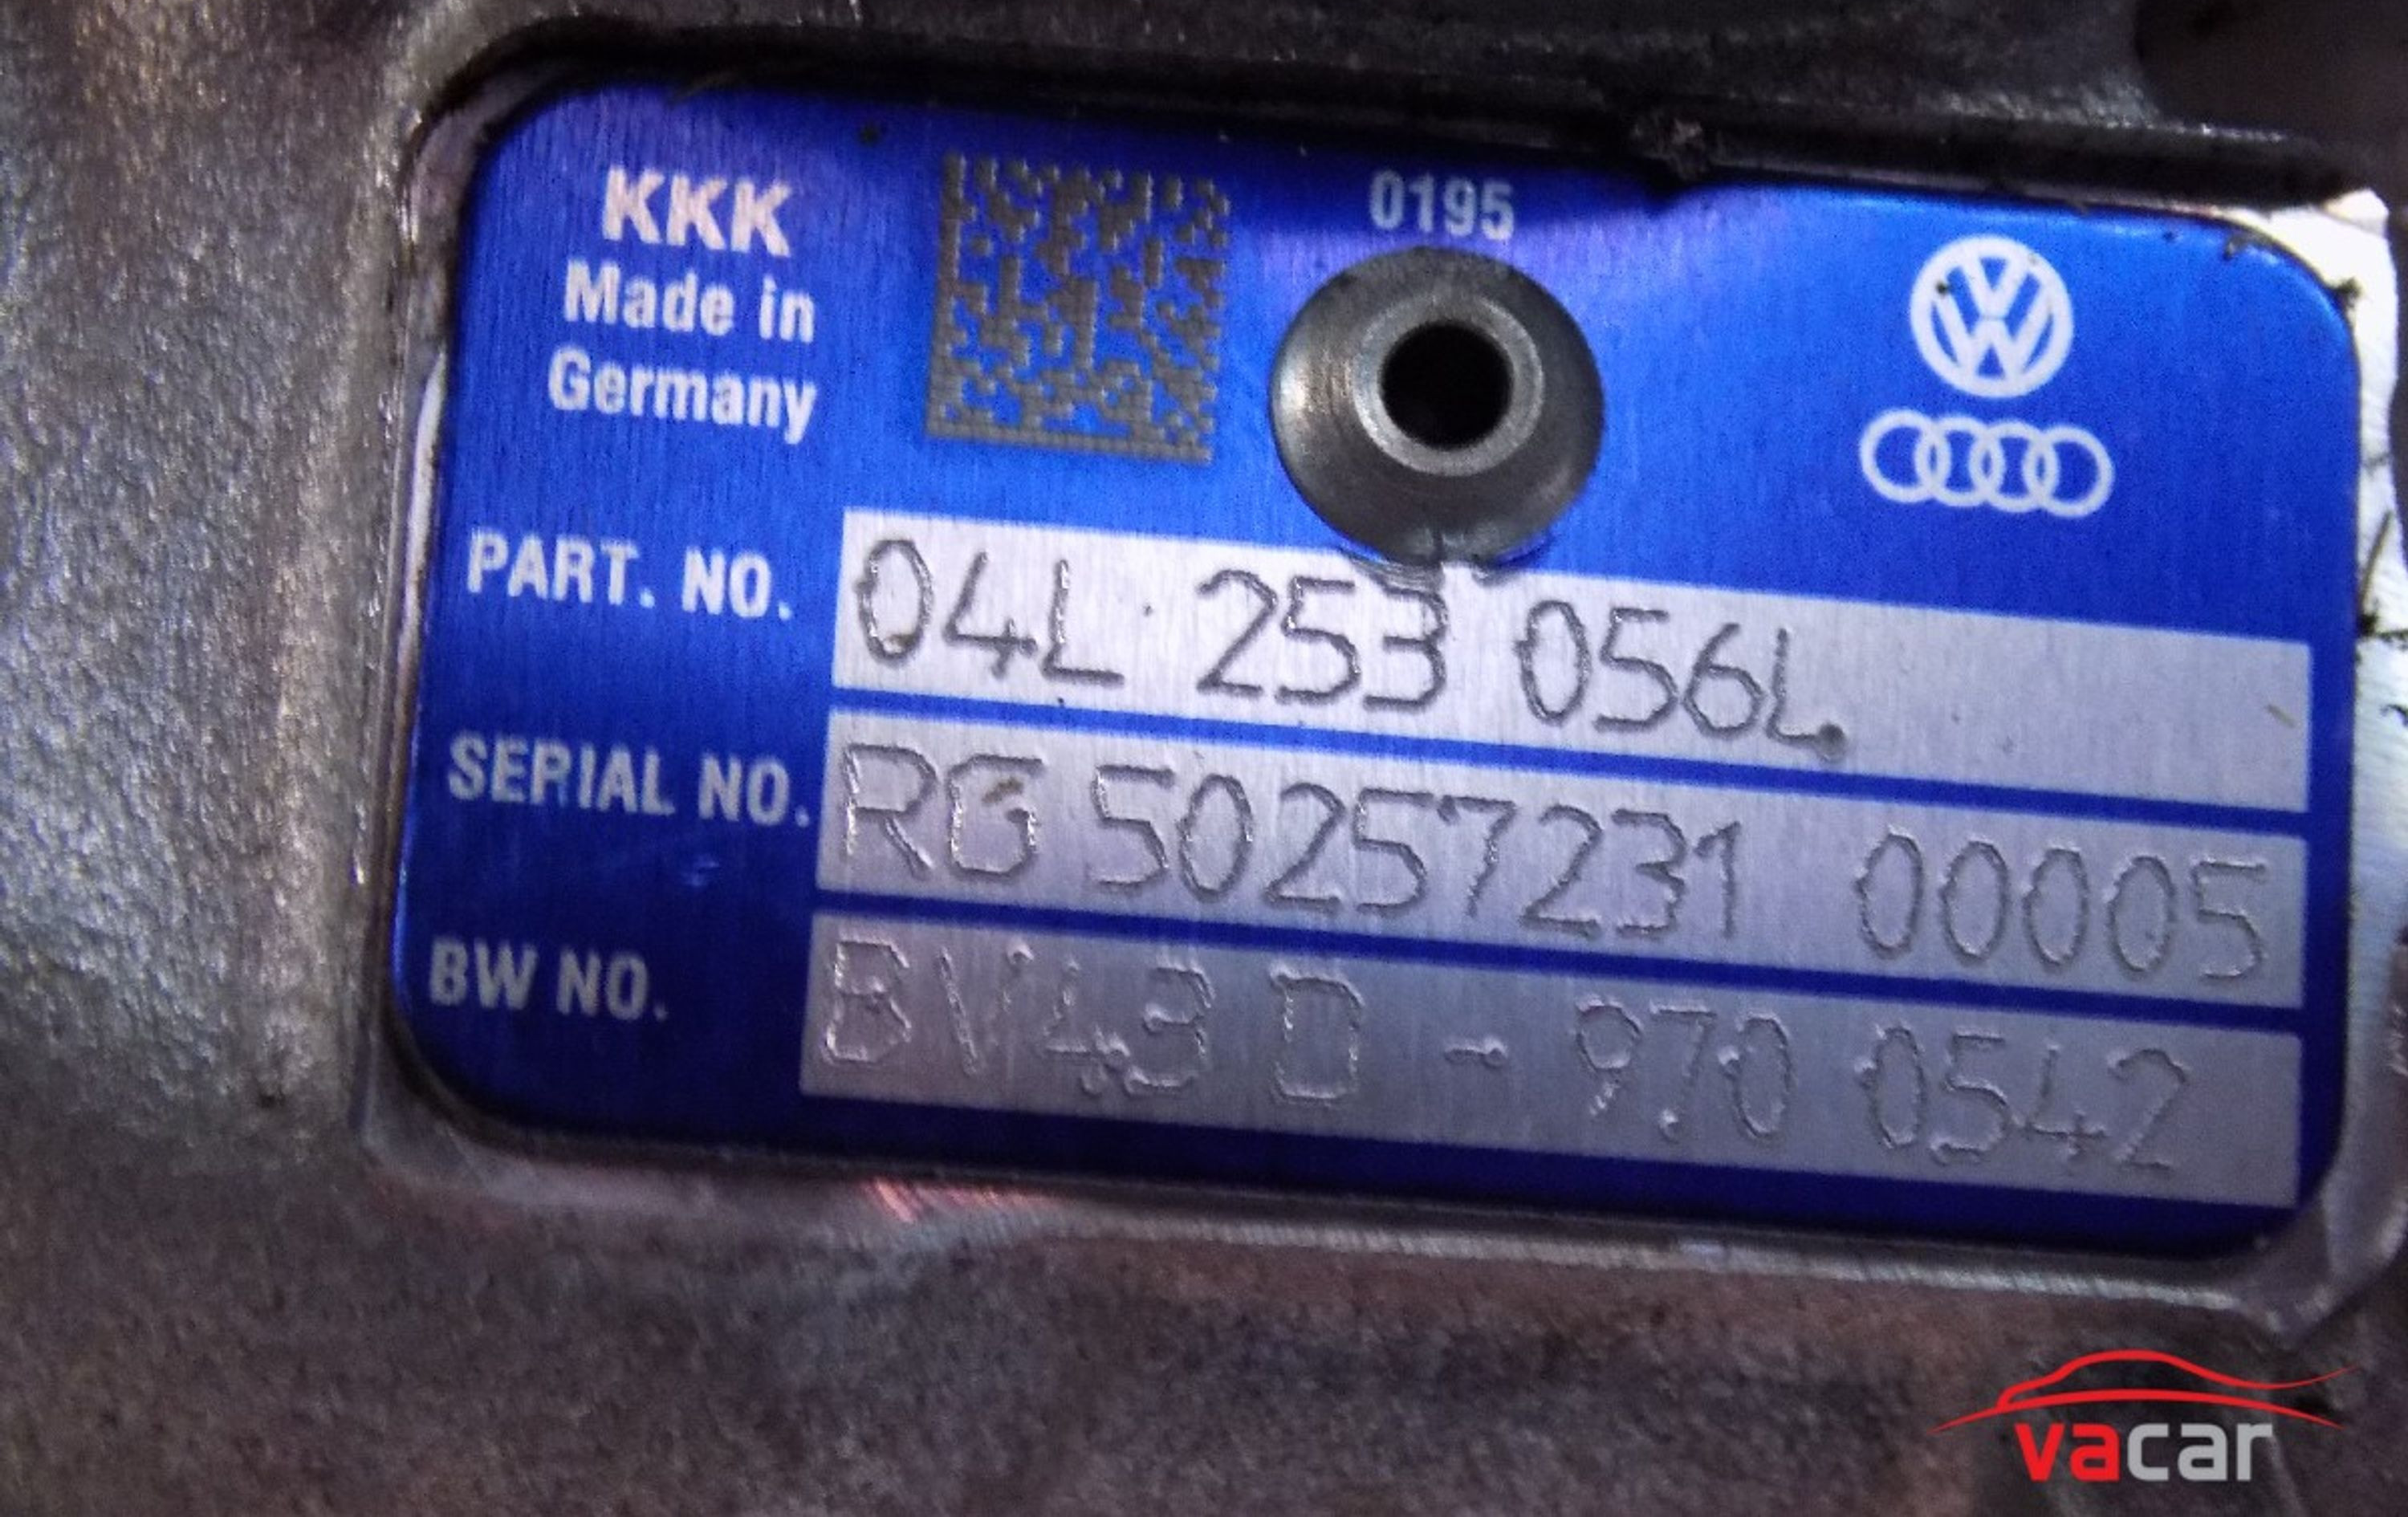 KKK
Made in
Germany
0195
PART. NO. 04L 253 056L
SERIAL NO. RG 50257231 00005
BW NO. BV43 D - 970 0542
vacar